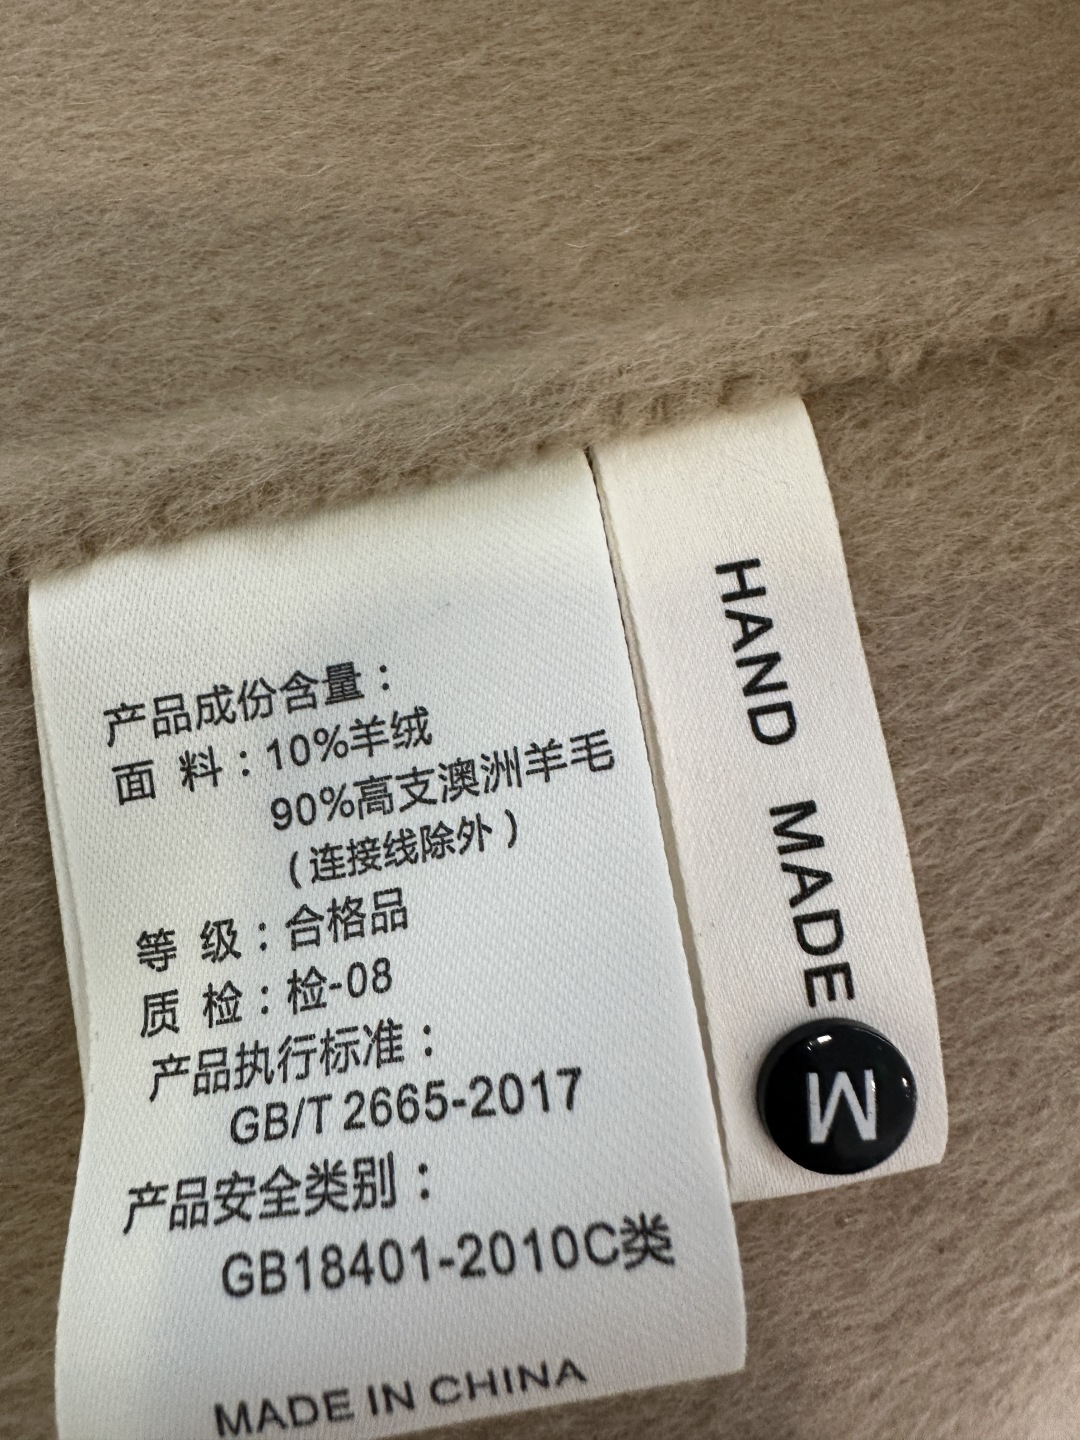 产品成份含量：
面 料：10%羊绒
90%高支澳洲羊毛
（连接线除外）
等 级：合格品
质 检：检-08
产品执行标准：
GB/T 2665-2017
产品安全类别：
GB18401-2010C类
MADE IN CHINA
HAND MADE
M